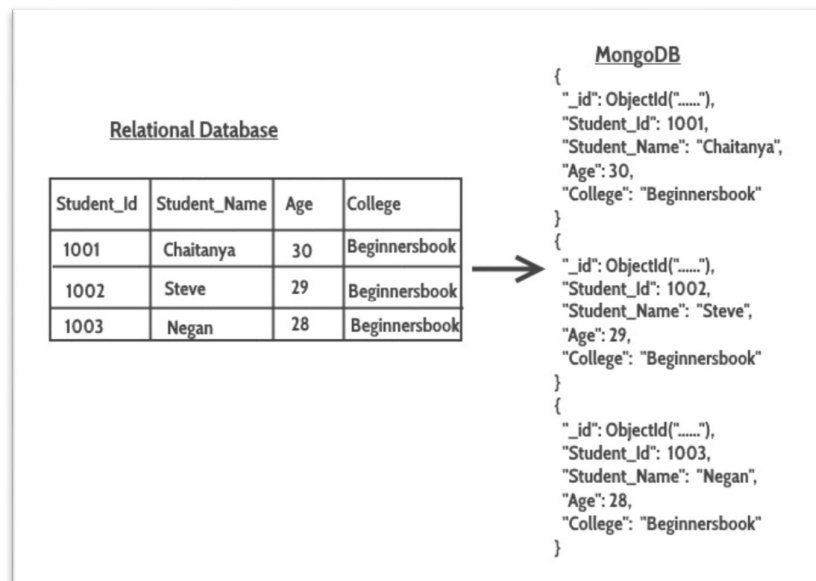 Relational Database
Student_Id Student_Name Age College
1001 Chaitanya 30 Beginnersbook
1002 Steve 29 Beginnersbook
1003 Negan 28 Beginnersbook
MongoDB
{
"_id": ObjectId("......"),
"Student_Id": 1001,
"Student_Name": "Chaitanya",
"Age": 30,
"College": "Beginnersbook"
}
{
"_id": ObjectId("......"),
"Student_Id": 1002,
"Student_Name": "Steve",
"Age": 29,
"College": "Beginnersbook"
}
{
"_id": ObjectId("......"),
"Student_Id": 1003,
"Student_Name": "Negan",
"Age": 28,
"College": "Beginnersbook"
}